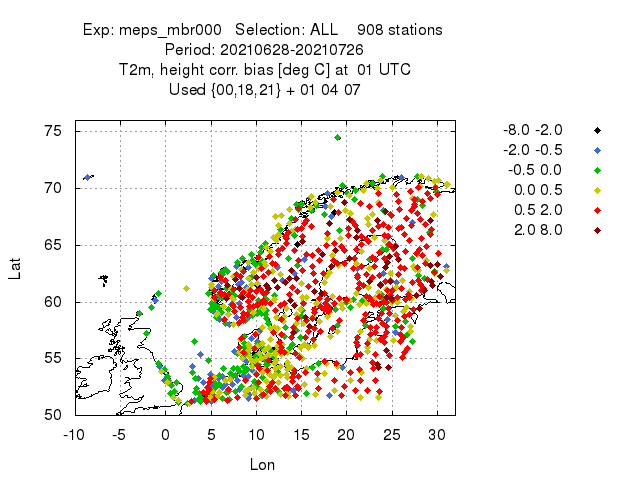 Exp: meps_mbr000   Selection: ALL    908 stations
Period: 20210628-20210726
T2m, height corr. bias [deg C] at  01 UTC
Used {00,18,21} + 01 04 07
75
70
65
60
55
50
Lat
-10 -5 0 5 10 15 20 25 30
Lon
-8.0 -2.0
-2.0 -0.5
-0.5 0.0
0.0 0.5
0.5 2.0
2.0 8.0